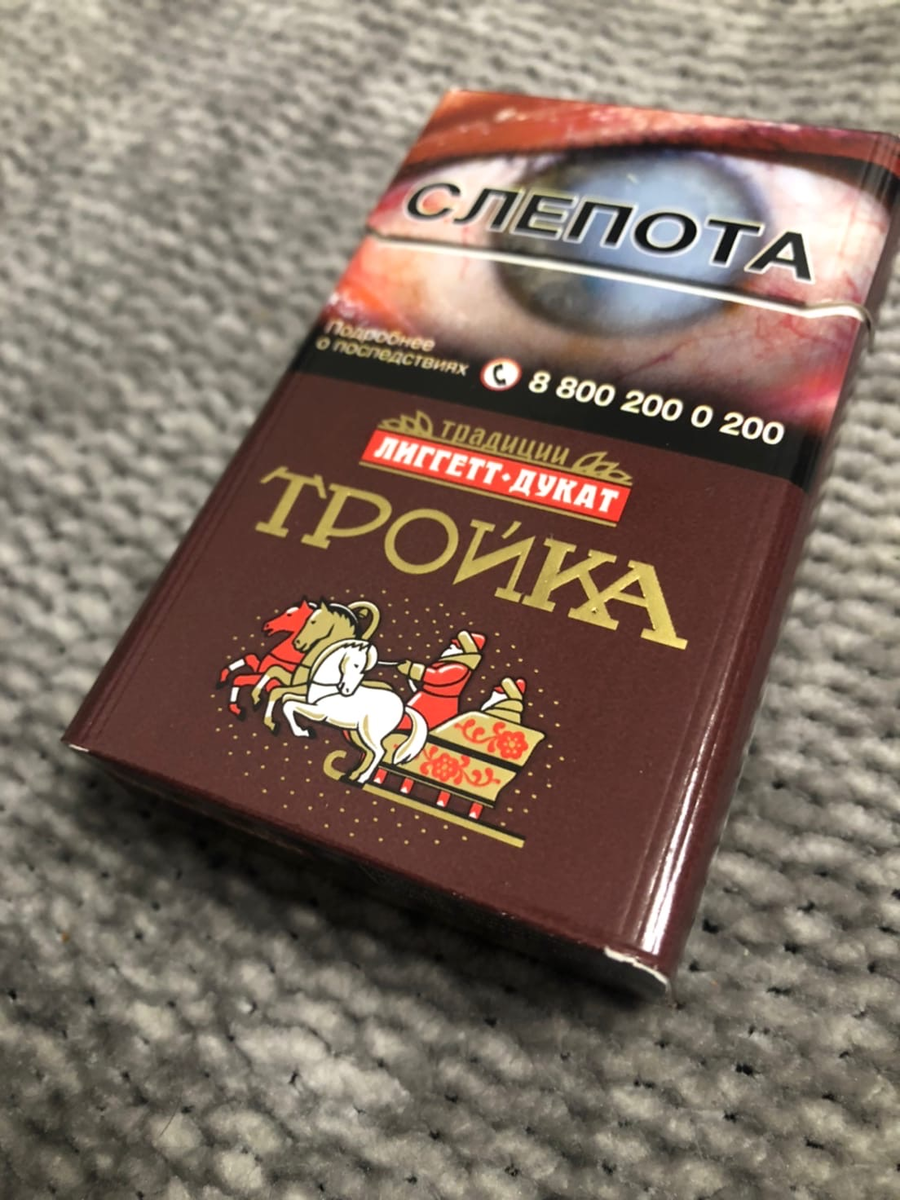 СЛЕПОТА
Подробнее
о последствиях
8 800 200 0 200
традиции
ЛИГГЕТТ·ДУКАТ
ТРОЙКА